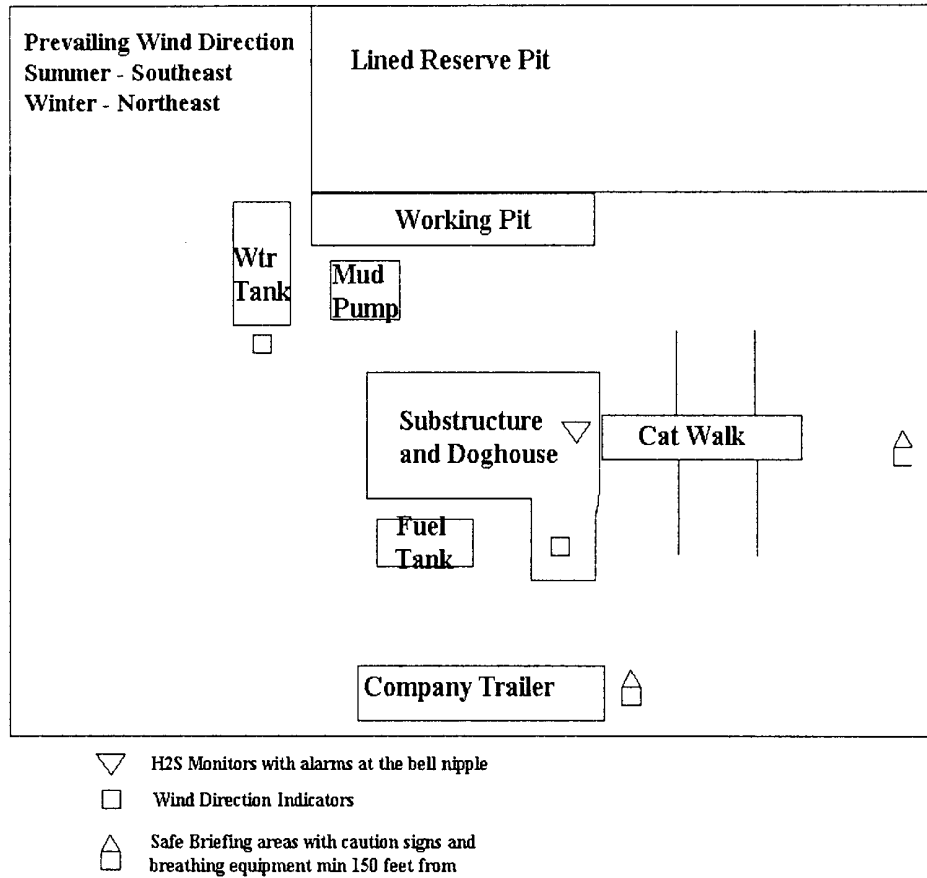 Prevailing Wind Direction
Summer - Southeast
Winter - Northeast
Lined Reserve Pit
Working Pit
Wtr
Tank
Mud
Pump
Substructure
and Doghouse
Cat Walk
Fuel
Tank
Company Trailer
H2S Monitors with alarms at the bell nipple
Wind Direction Indicators
Safe Briefing areas with caution signs and
breathing equipment min 150 feet from